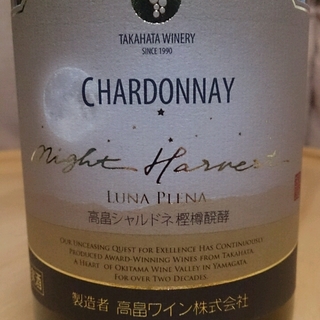 TAKAHATA WINERY
SINCE 1990
CHARDONNAY
Night Harvest
LUNA PLENA
高畠シャルドネ樫樽醗酵
OUR UNCEASING QUEST FOR EXELLENCE HAS CONTINUOUSLY
PRODUCED AWARD-WINNING WINES FROM TAKAHATA,
A HEART OF OKITAMA WINE VALLEY IN YAMAGATA,
FOR OVER TWO DECADES.
製造者 高畠ワイン株式会社